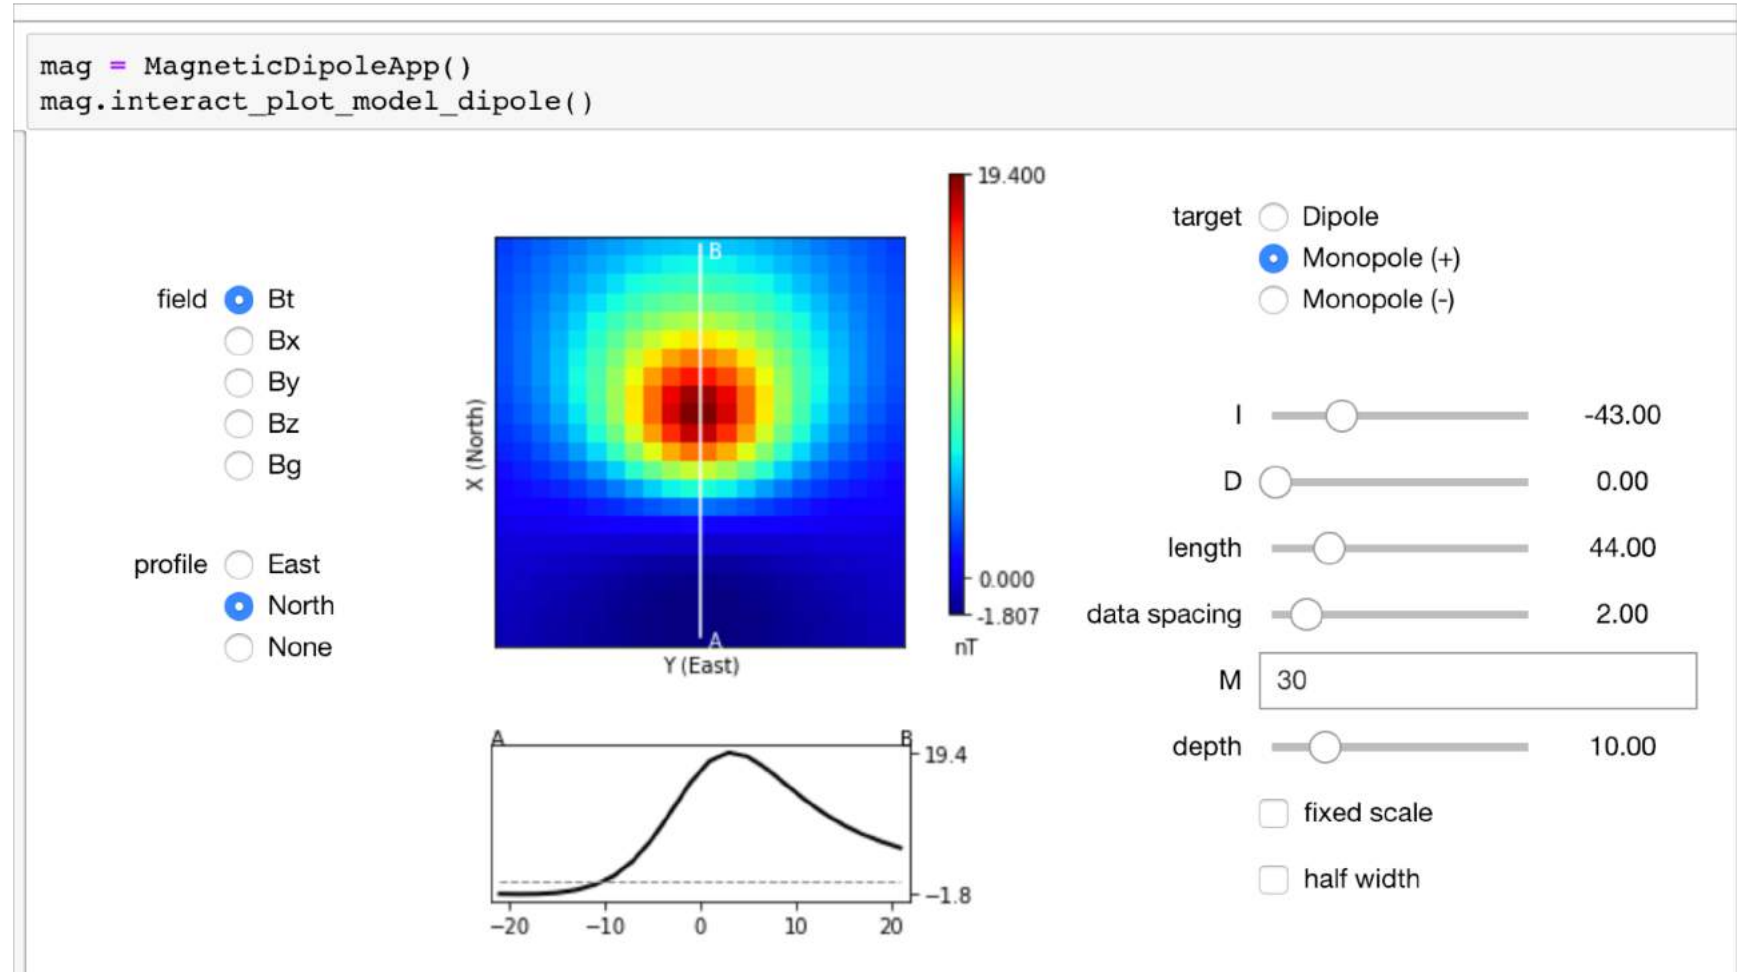 mag = MagneticDipoleApp()
mag.interact_plot_model_dipole()
field
Bt
Bx
By
Bz
Bg
profile
East
North
None
B
A
X (North)
Y (East)
19.400
0.000
-1.807
nT
A
B
19.4
−1.8
−20
−10
0
10
20
target
Dipole
Monopole (+)
Monopole (-)
I
-43.00
D
0.00
length
44.00
data spacing
2.00
M
30
depth
10.00
fixed scale
half width